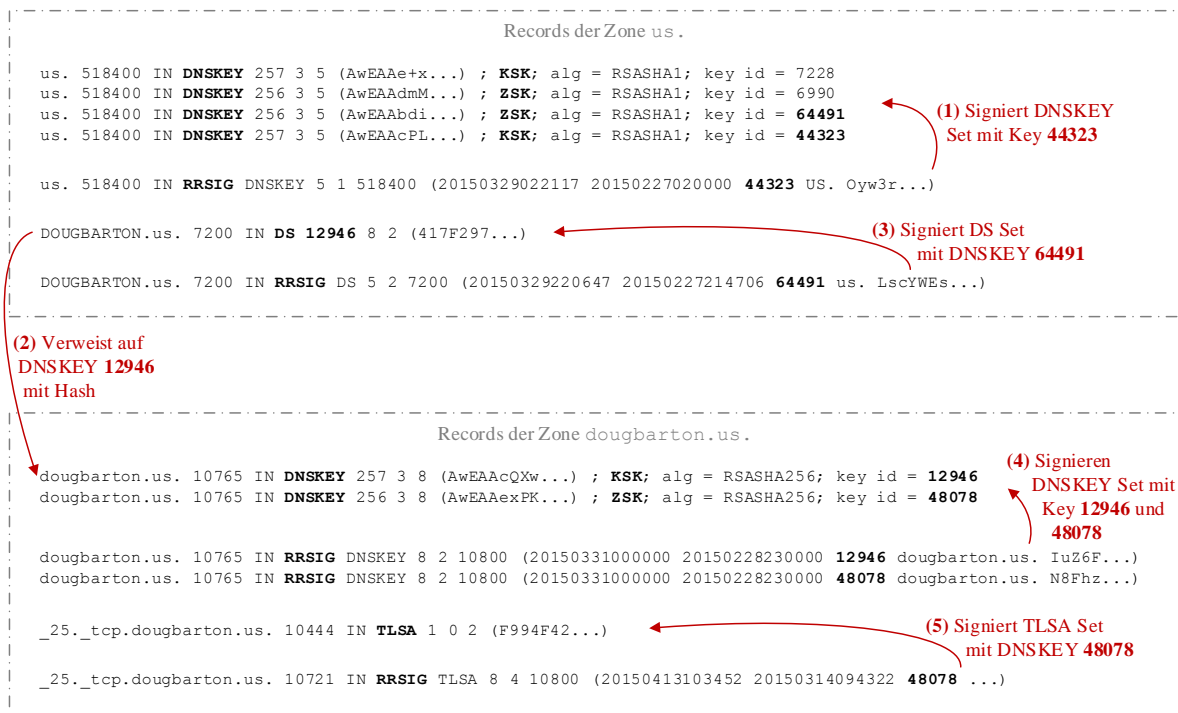 Records der Zone us.
us. 518400 IN DNSKEY 257 3 5 (AwEAAe+x...) ; KSK; alg = RSASHA1; key id = 7228
us. 518400 IN DNSKEY 256 3 5 (AwEAAdmM...) ; ZSK; alg = RSASHA1; key id = 6990
us. 518400 IN DNSKEY 256 3 5 (AwEAAbdi...) ; ZSK; alg = RSASHA1; key id = 64491
us. 518400 IN DNSKEY 257 3 5 (AwEAAcPL...) ; KSK; alg = RSASHA1; key id = 44323
(1) Signiert DNSKEY
Set mit Key 44323
us. 518400 IN RRSIG DNSKEY 5 1 518400 (20150329022117 20150227020000 44323 US. Oyw3r...)
DOUGBARTON.us. 7200 IN DS 12946 8 2 (417F297...)
(3) Signiert DS Set
mit DNSKEY 64491
DOUGBARTON.us. 7200 IN RRSIG DS 5 2 7200 (20150329220647 20150227214706 64491 us. LscYWEs...)
(2) Verweist auf
DNSKEY 12946
mit Hash
Records der Zone dougbarton.us.
dougbarton.us. 10765 IN DNSKEY 257 3 8 (AwEAAcQXw...) ; KSK; alg = RSASHA256; key id = 12946
dougbarton.us. 10765 IN DNSKEY 256 3 8 (AwEAAexPK...) ; ZSK; alg = RSASHA256; key id = 48078
(4) Signieren
DNSKEY Set mit
Key 12946 und
48078
dougbarton.us. 10765 IN RRSIG DNSKEY 8 2 10800 (20150331000000 20150228230000 12946 dougbarton.us. IuZ6F...)
dougbarton.us. 10765 IN RRSIG DNSKEY 8 2 10800 (20150331000000 20150228230000 48078 dougbarton.us. N8Fhz...)
_25._tcp.dougbarton.us. 10444 IN TLSA 1 0 2 (F994F42...)
(5) Signiert TLSA Set
mit DNSKEY 48078
_25._tcp.dougbarton.us. 10721 IN RRSIG TLSA 8 4 10800 (20150413103452 20150314094322 48078 ...)